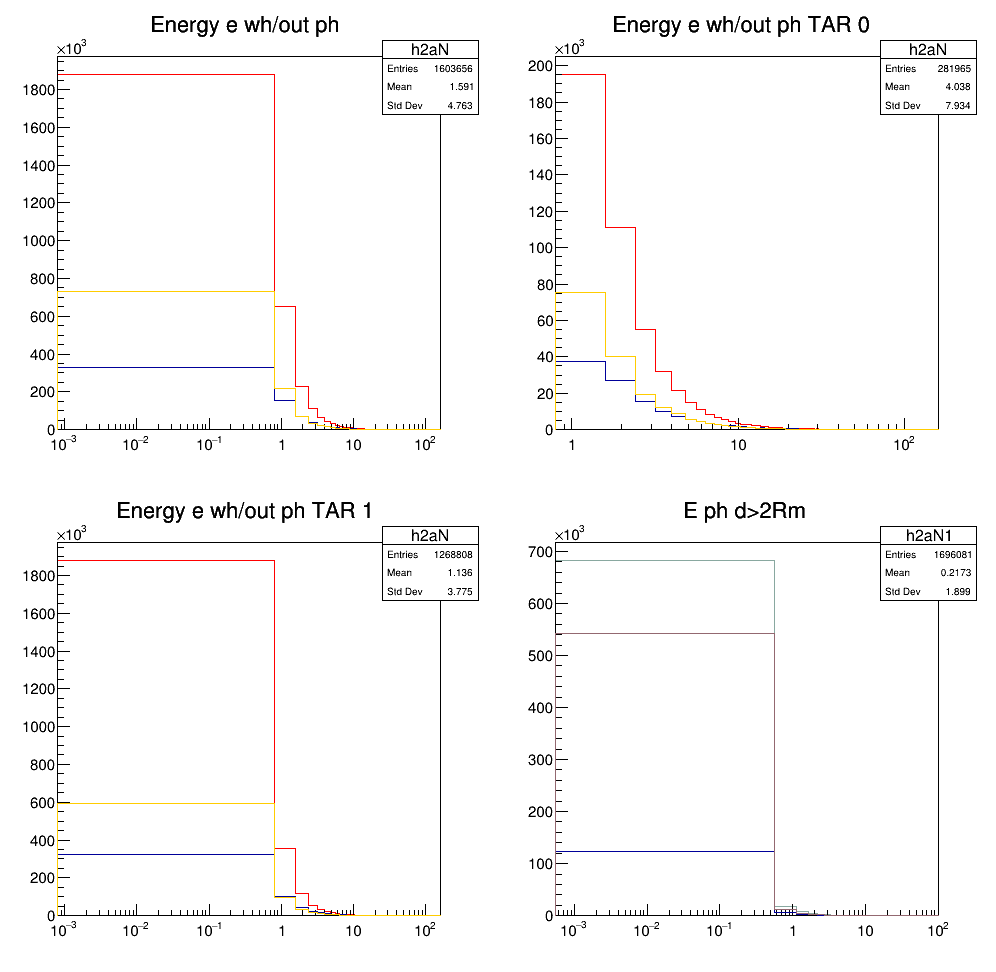 Energy e wh/out ph
×10³
h2aN
Entries 1603656
Mean 1.591
Std Dev 4.763
1800
1600
1400
1200
1000
800
600
400
200
0
10⁻³ 10⁻² 10⁻¹ 1 10 10²
Energy e wh/out ph TAR 0
×10³
h2aN
Entries 281965
Mean 4.038
Std Dev 7.934
200
180
160
140
120
100
80
60
40
20
0
1 10 10²
Energy e wh/out ph TAR 1
×10³
h2aN
Entries 1268808
Mean 1.136
Std Dev 3.775
1800
1600
1400
1200
1000
800
600
400
200
0
10⁻³ 10⁻² 10⁻¹ 1 10 10²
E ph d>2Rm
×10³
h2aN1
Entries 1696081
Mean 0.2173
Std Dev 1.899
700
600
500
400
300
200
100
0
10⁻³ 10⁻² 10⁻¹ 1 10 10²